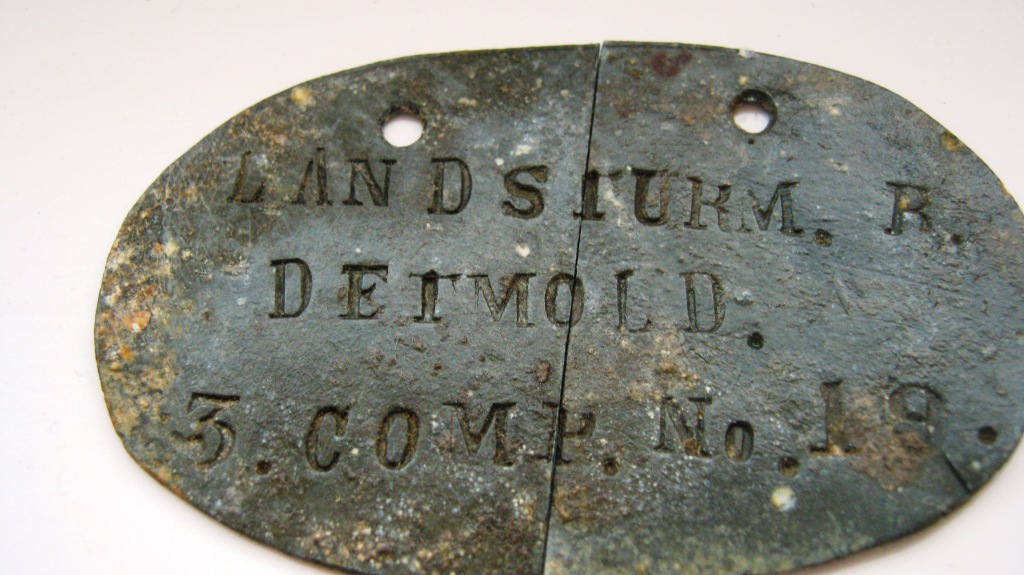 LANDSTURM. R.
DETMOLD.
3. COMP. No. 19.